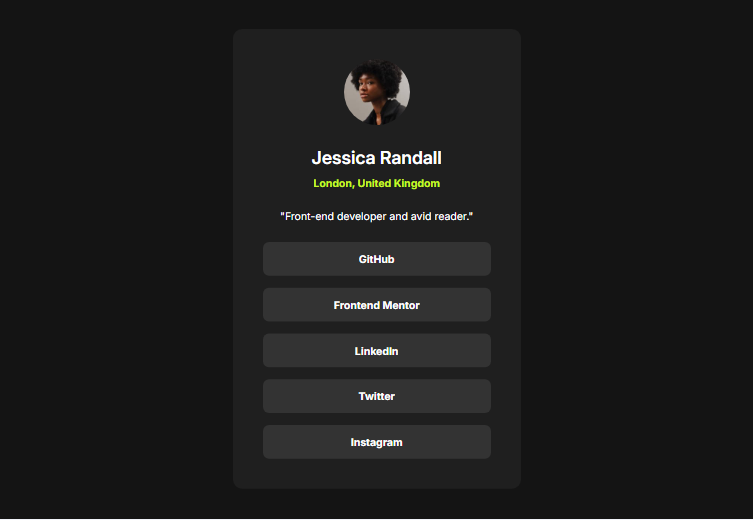 Jessica Randall
London, United Kingdom
"Front-end developer and avid reader."
GitHub
Frontend Mentor
LinkedIn
Twitter
Instagram